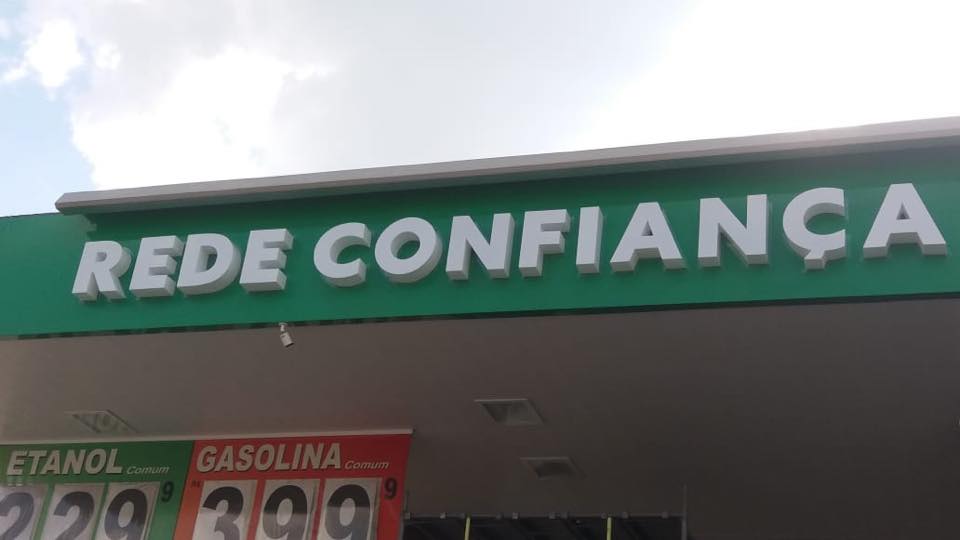 REDE CONFIANÇA
ETANOL Comum
229 9
GASOLINA Comum
R$ 399 9